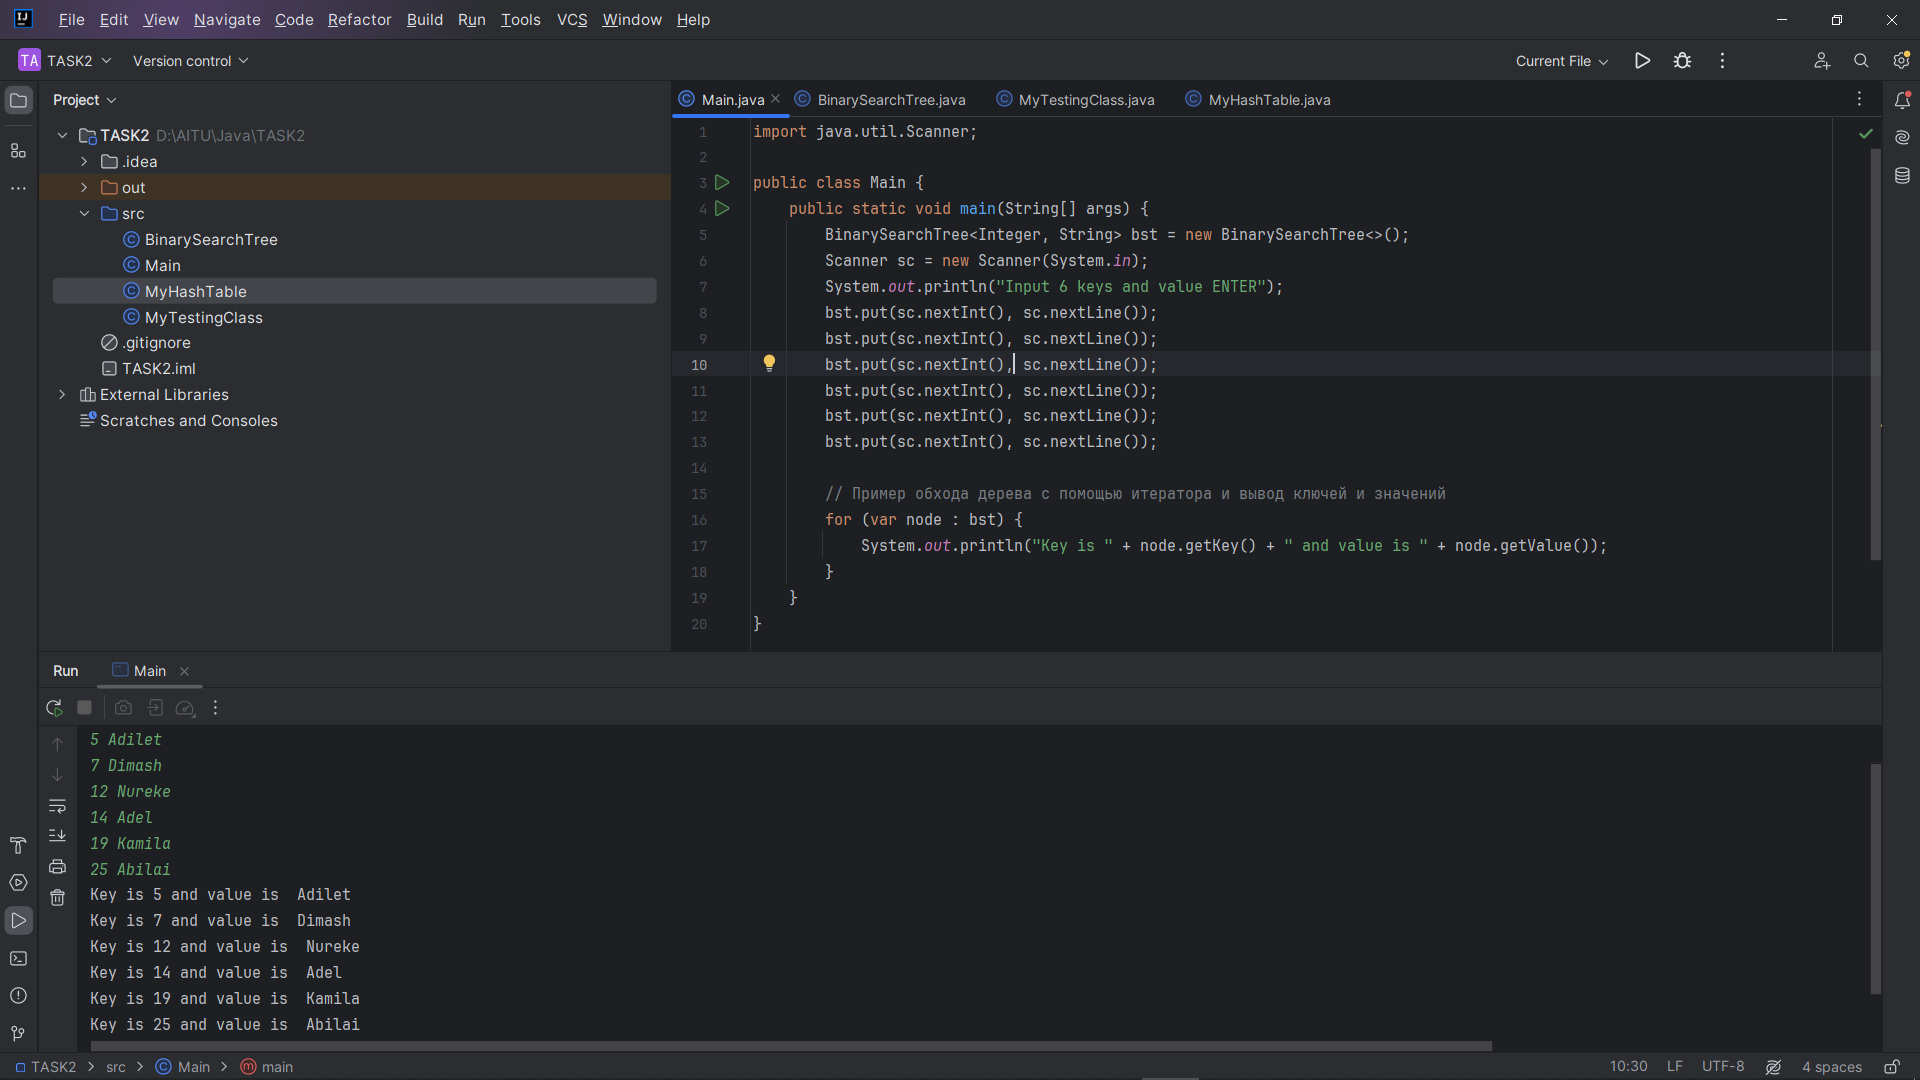 File Edit View Navigate Code Refactor Build Run Tools VCS Window Help
TA TASK2 Version control Current File
Project
TASK2 D:\AITU\Java\TASK2
.idea
out
src
BinarySearchTree
Main
MyHashTable
MyTestingClass
.gitignore
TASK2.iml
External Libraries
Scratches and Consoles
Main.java BinarySearchTree.java MyTestingClass.java MyHashTable.java
1 import java.util.Scanner;
2
3 public class Main {
4 public static void main(String[] args) {
5 BinarySearchTree<Integer, String> bst = new BinarySearchTree<>();
6 Scanner sc = new Scanner(System.in);
7 System.out.println("Input 6 keys and value ENTER");
8 bst.put(sc.nextInt(), sc.nextLine());
9 bst.put(sc.nextInt(), sc.nextLine());
10 bst.put(sc.nextInt(), sc.nextLine());
11 bst.put(sc.nextInt(), sc.nextLine());
12 bst.put(sc.nextInt(), sc.nextLine());
13 bst.put(sc.nextInt(), sc.nextLine());
14
15 // Пример обхода дерева с помощью итератора и вывод ключей и значений
16 for (var node : bst) {
17 System.out.println("Key is " + node.getKey() + " and value is " + node.getValue());
18 }
19 }
20 }
Run Main
5 Adilet
7 Dimash
12 Nureke
14 Adel
19 Kamila
25 Abilai
Key is 5 and value is  Adilet
Key is 7 and value is  Dimash
Key is 12 and value is  Nureke
Key is 14 and value is  Adel
Key is 19 and value is  Kamila
Key is 25 and value is  Abilai
TASK2 > src > Main > main 10:30 LF UTF-8 4 spaces